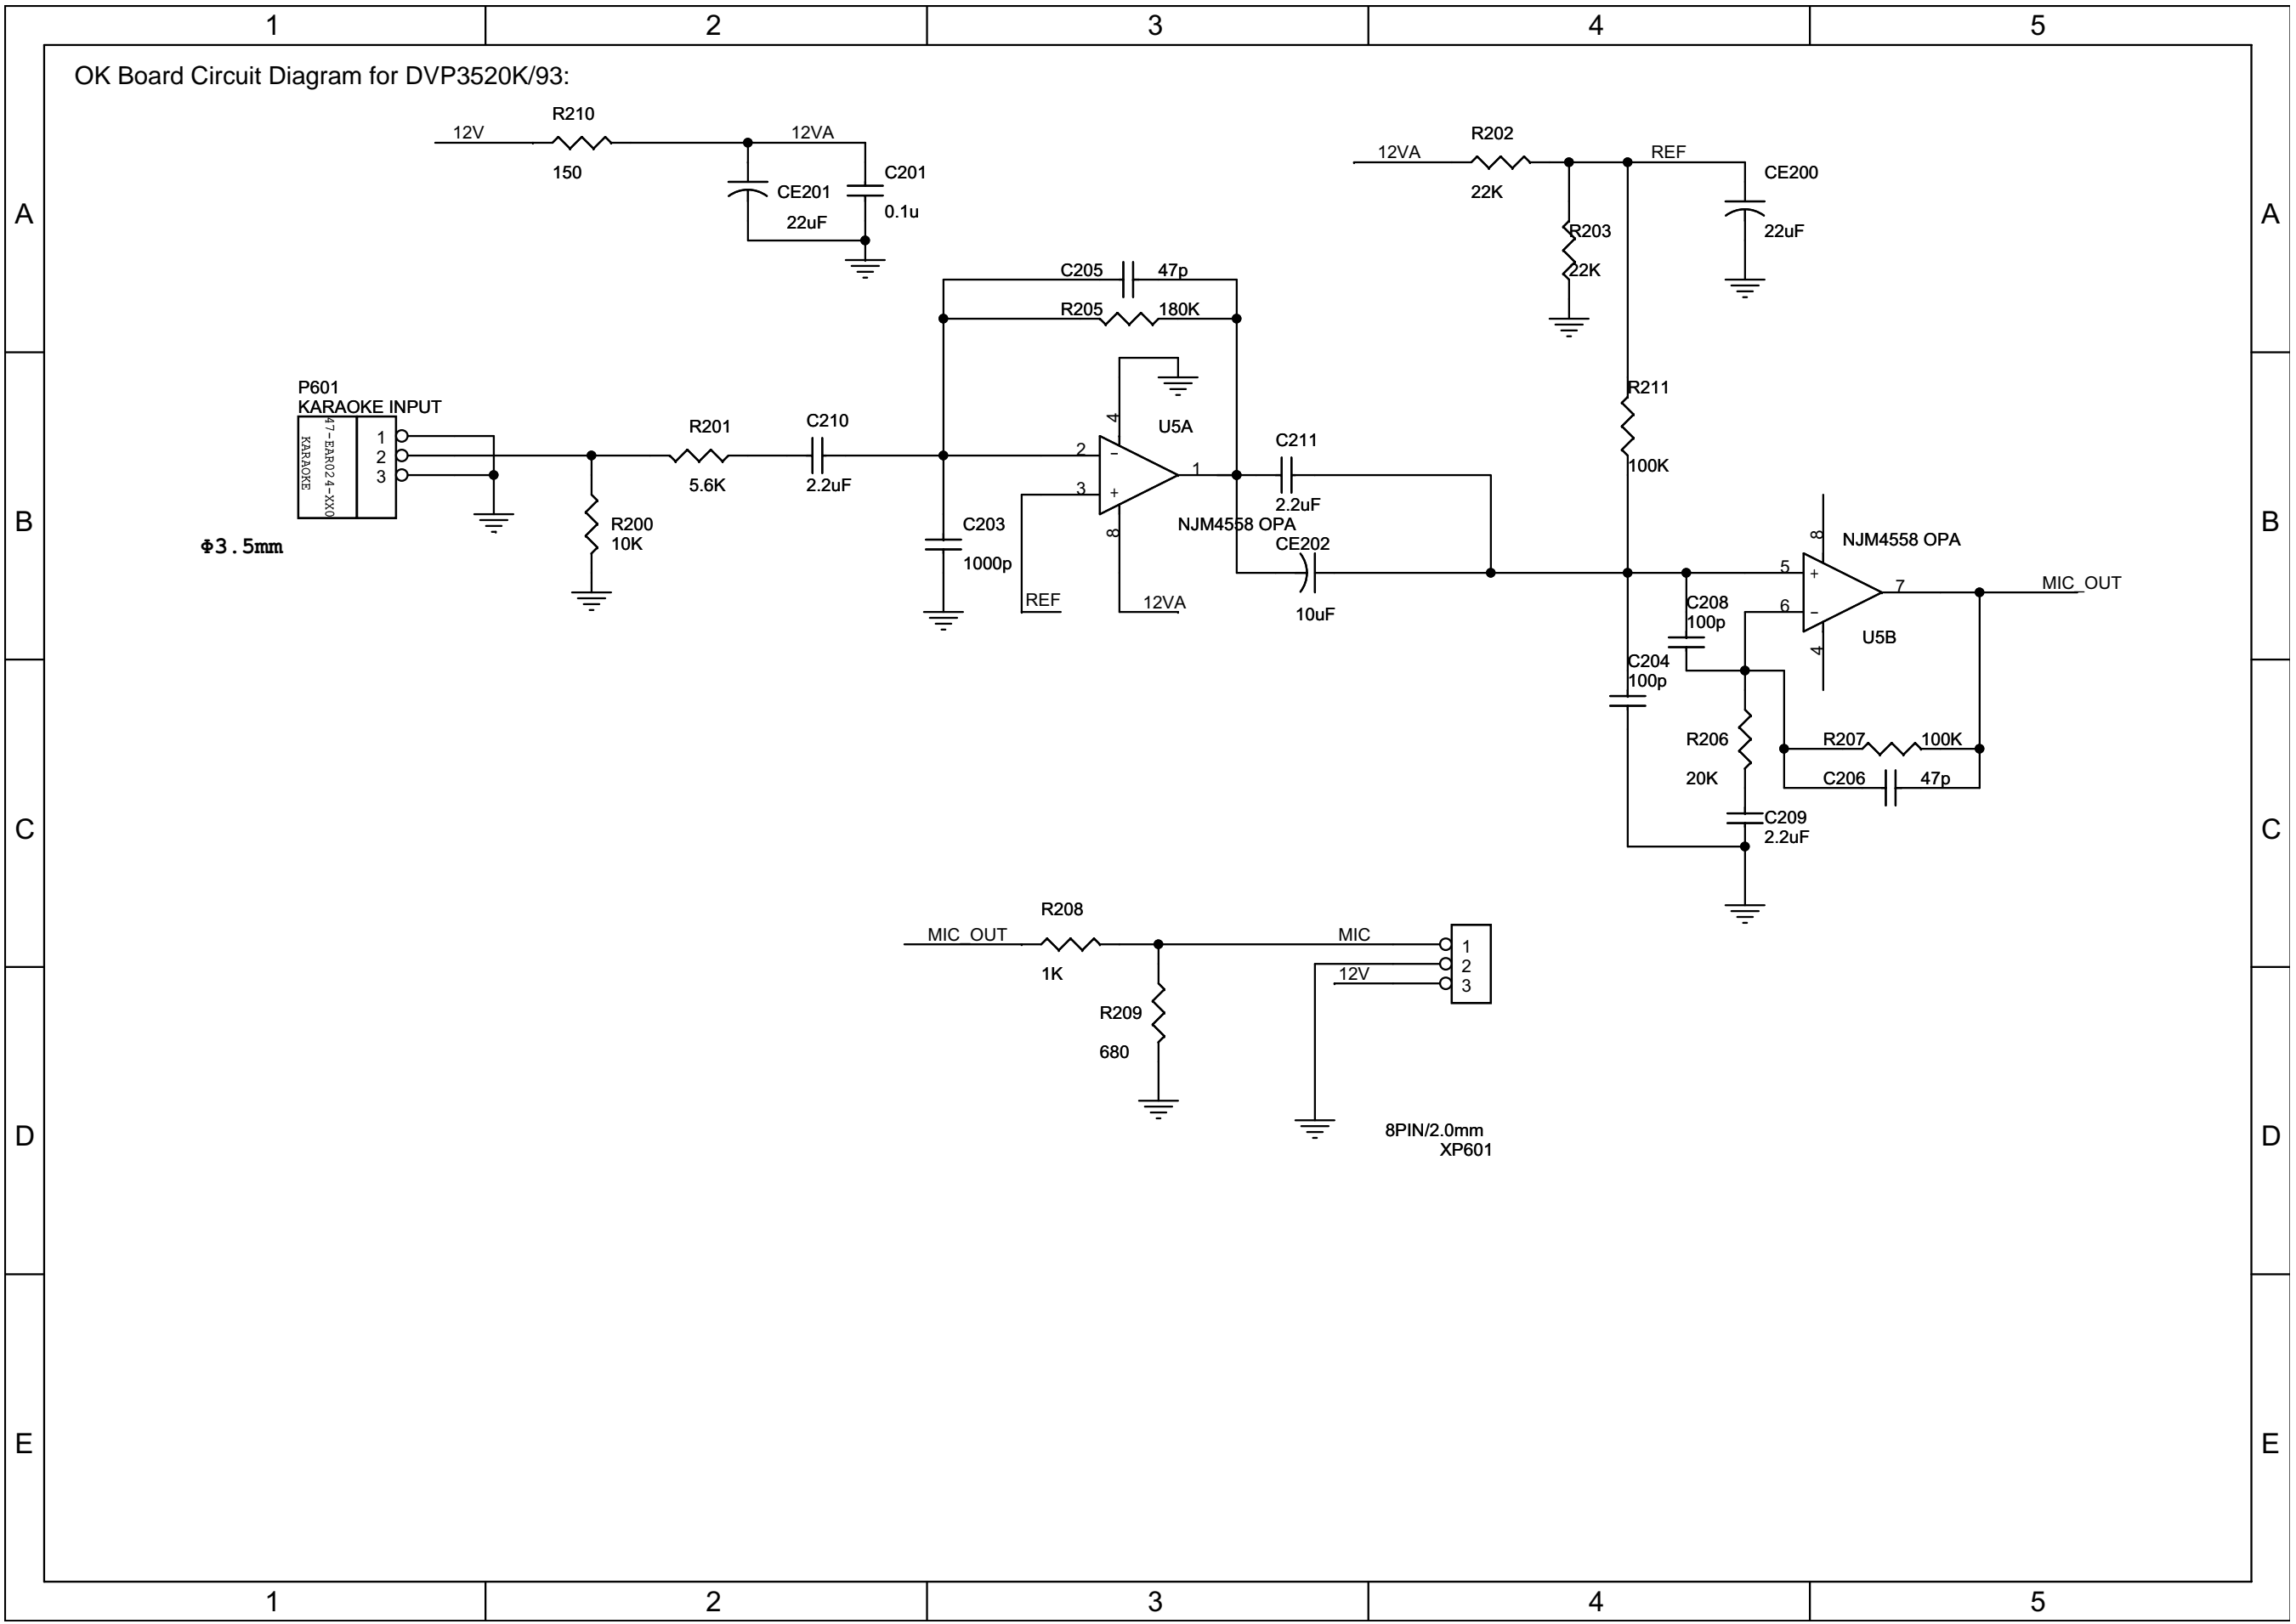 1 2 3 4 5
OK Board Circuit Diagram for DVP3520K/93:
R210
12V
12VA
150
CE201
22uF
C201
0.1u
R202
12VA
REF
22K
CE200
22uF
R203
22K
A
A
C205 47p
R205 180K
P601
KARAOKE INPUT
47-EAR024-XX0
KARAOKE
1
2
3
Φ3.5mm
R201
5.6K
C210
2.2uF
R200
10K
C203
1000p
4
U5A
2
−
3
+
1
8
NJM4558 OPA
REF
12VA
C211
2.2uF
CE202
10uF
R211
100K
B
B
8
NJM4558 OPA
5
+
6
−
7
MIC_OUT
4
U5B
C208
100p
C204
100p
R206
20K
R207 100K
C206 47p
C209
2.2uF
C
C
R208
MIC_OUT
1K
MIC
12V
1
2
3
R209
680
8PIN/2.0mm
XP601
D
D
E
E
1 2 3 4 5